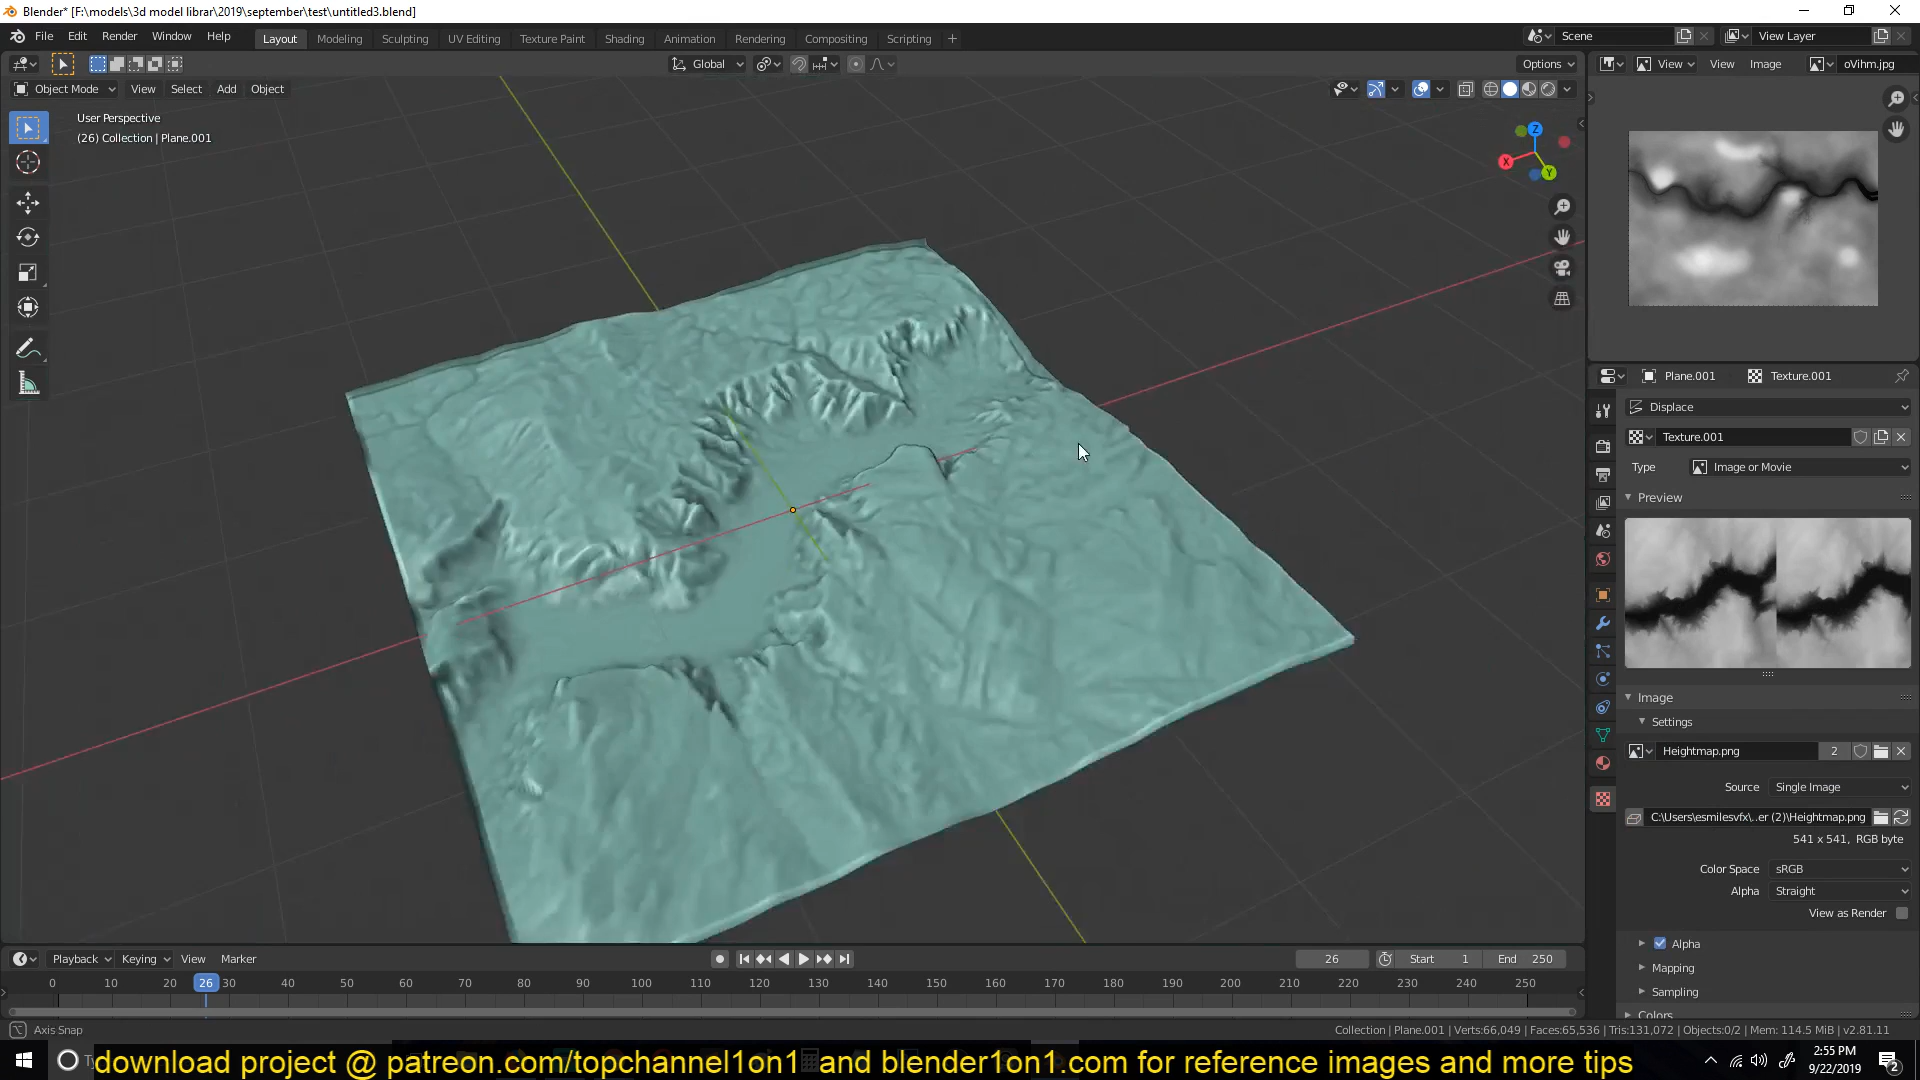 Blender* [F:\models\3d model librar\2019\september\test\untitled3.blend]
File Edit Render Window Help Layout Modeling Sculpting UV Editing Texture Paint Shading Animation Rendering Compositing Scripting + Scene View Layer
Global Options View View Image oVihm.jpg
Object Mode View Select Add Object
User Perspective
(26) Collection | Plane.001
Z
X
Y
Plane.001 Texture.001
Displace
Texture.001
Type Image or Movie
Preview
Image
Settings
Heightmap.png 2
Source Single Image
C:\Users\esmilesvfx\...er (2)\Heightmap.png
541 x 541, RGB byte
Color Space sRGB
Alpha Straight
View as Render
Alpha
Mapping
Sampling
Colors
Playback Keying View Marker 26 Start 1 End 250
0 10 20 26 30 40 50 60 70 80 90 100 110 120 130 140 150 160 170 180 190 200 210 220 230 240 250
Axis Snap Collection | Plane.001 | Verts:66,049 | Faces:65,536 | Tris:131,072 | Objects:0/2 | Mem: 114.5 MiB | v2.81.11
download project @ patreon.com/topchannel1on1 and blender1on1.com for reference images and more tips
2:55 PM
9/22/2019
2